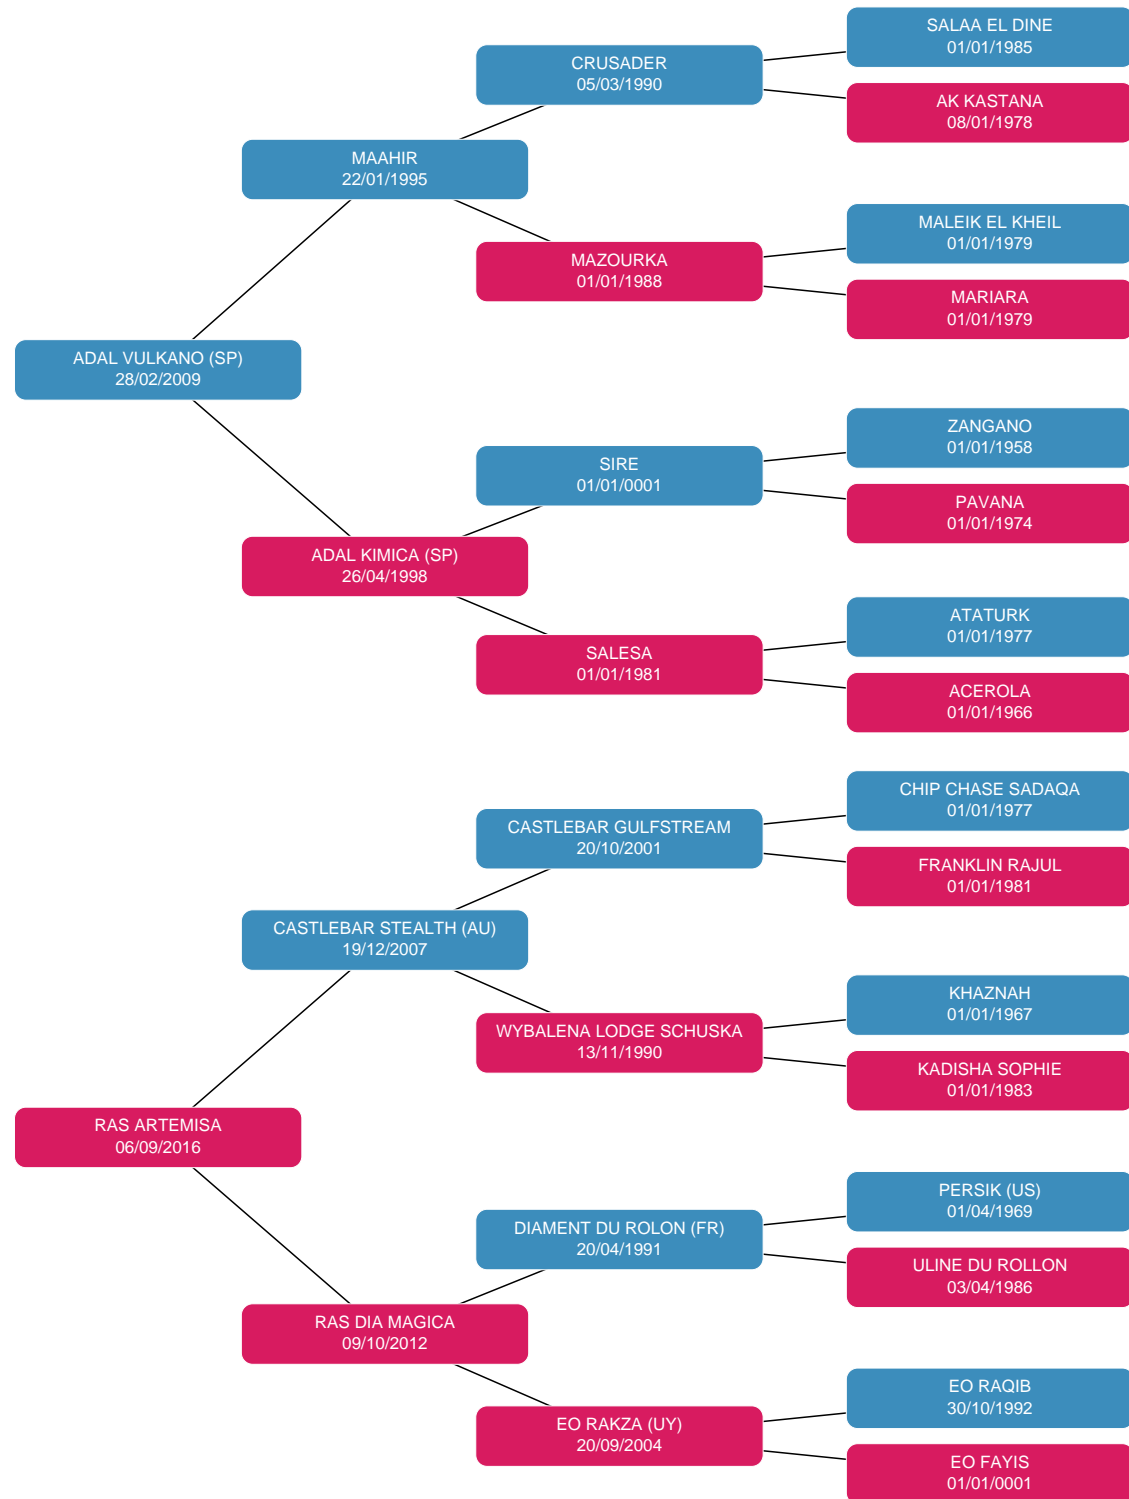 SALAA EL DINE
01/01/1985
CRUSADER
05/03/1990
AK KASTANA
08/01/1978
MAAHIR
22/01/1995
MALEIK EL KHEIL
01/01/1979
MAZOURKA
01/01/1988
MARIARA
01/01/1979
ADAL VULKANO (SP)
28/02/2009
ZANGANO
01/01/1958
SIRE
01/01/0001
PAVANA
01/01/1974
ADAL KIMICA (SP)
26/04/1998
ATATURK
01/01/1977
SALESA
01/01/1981
ACEROLA
01/01/1966
CHIP CHASE SADAQA
01/01/1977
CASTLEBAR GULFSTREAM
20/10/2001
FRANKLIN RAJUL
01/01/1981
CASTLEBAR STEALTH (AU)
19/12/2007
KHAZNAH
01/01/1967
WYBALENA LODGE SCHUSKA
13/11/1990
KADISHA SOPHIE
01/01/1983
RAS ARTEMISA
06/09/2016
PERSIK (US)
01/04/1969
DIAMENT DU ROLON (FR)
20/04/1991
ULINE DU ROLLON
03/04/1986
RAS DIA MAGICA
09/10/2012
EO RAQIB
30/10/1992
EO RAKZA (UY)
20/09/2004
EO FAYIS
01/01/0001